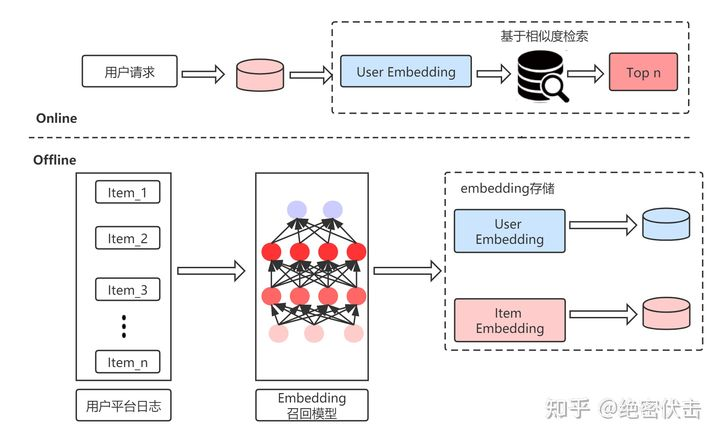 基于相似度检索
用户请求
User Embedding
Top n
Online
Offline
Item_1
Item_2
Item_3
Item_n
用户平台日志
Embedding
召回模型
embedding存储
User
Embedding
Item
Embedding
知乎 @绝密伏击